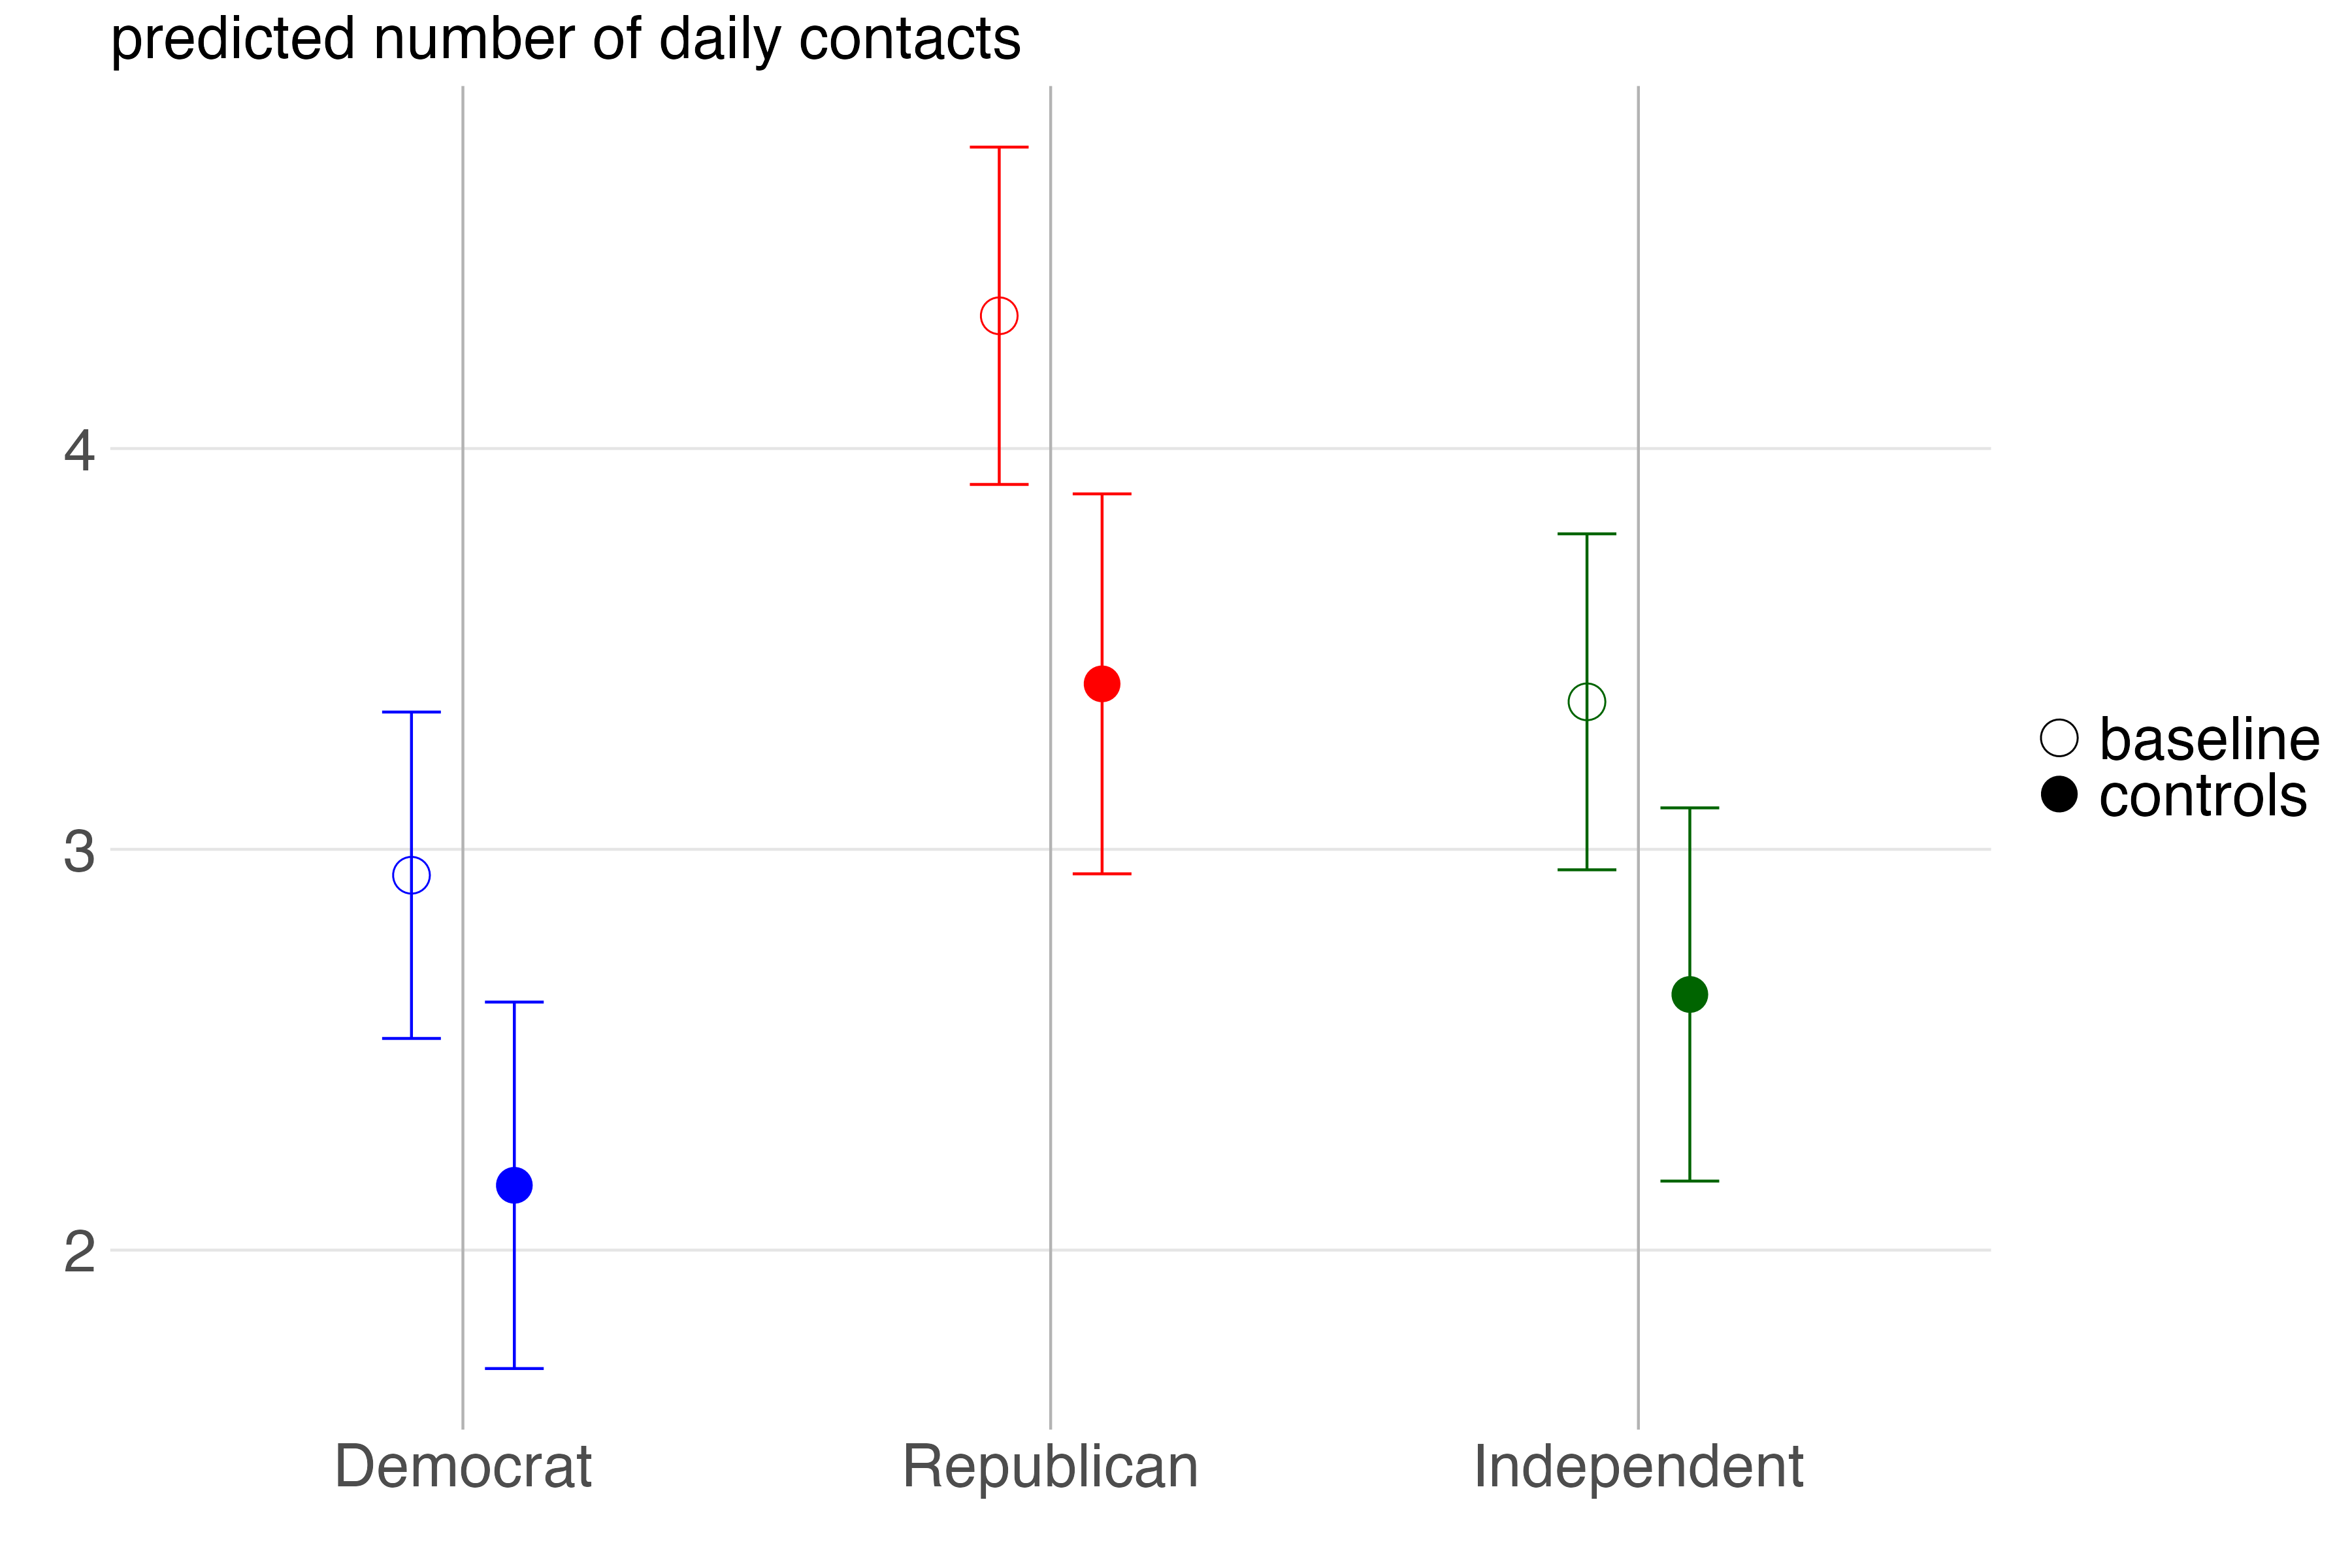 predicted number of daily contacts
4
3
2
baseline
controls
Democrat Republican Independent